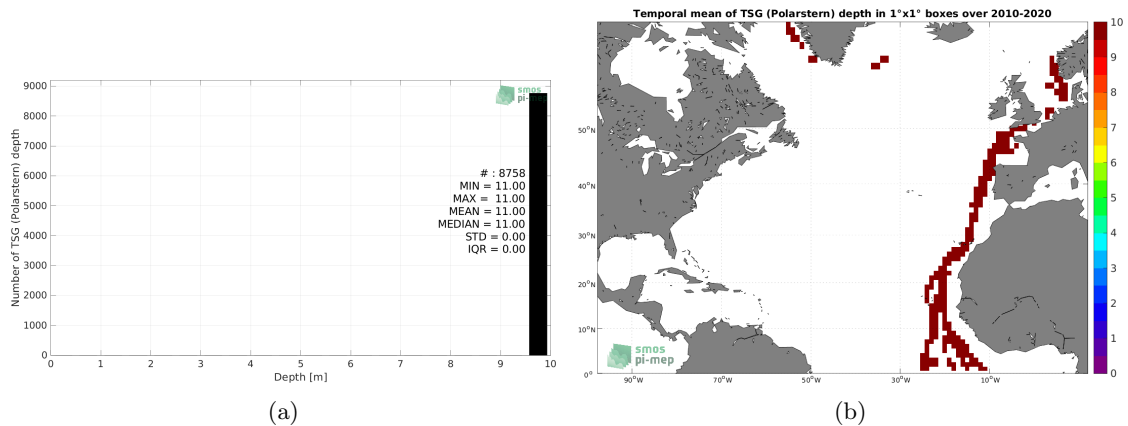 Number of TSG (Polarstern) depth
9000
8000
7000
6000
5000
4000
3000
2000
1000
0
smos
pi-mep
# : 8758
MIN = 11.00
MAX = 11.00
MEAN = 11.00
MEDIAN = 11.00
STD = 0.00
IQR = 0.00
0 1 2 3 4 5 6 7 8 9 10
Depth [m]
(a)
Temporal mean of TSG (Polarstern) depth in 1°x1° boxes over 2010-2020
50°N
40°N
30°N
20°N
10°N
0°
smos
pi-mep
90°W 70°W 50°W 30°W 10°W
10
9
8
7
6
5
4
3
2
1
0
(b)